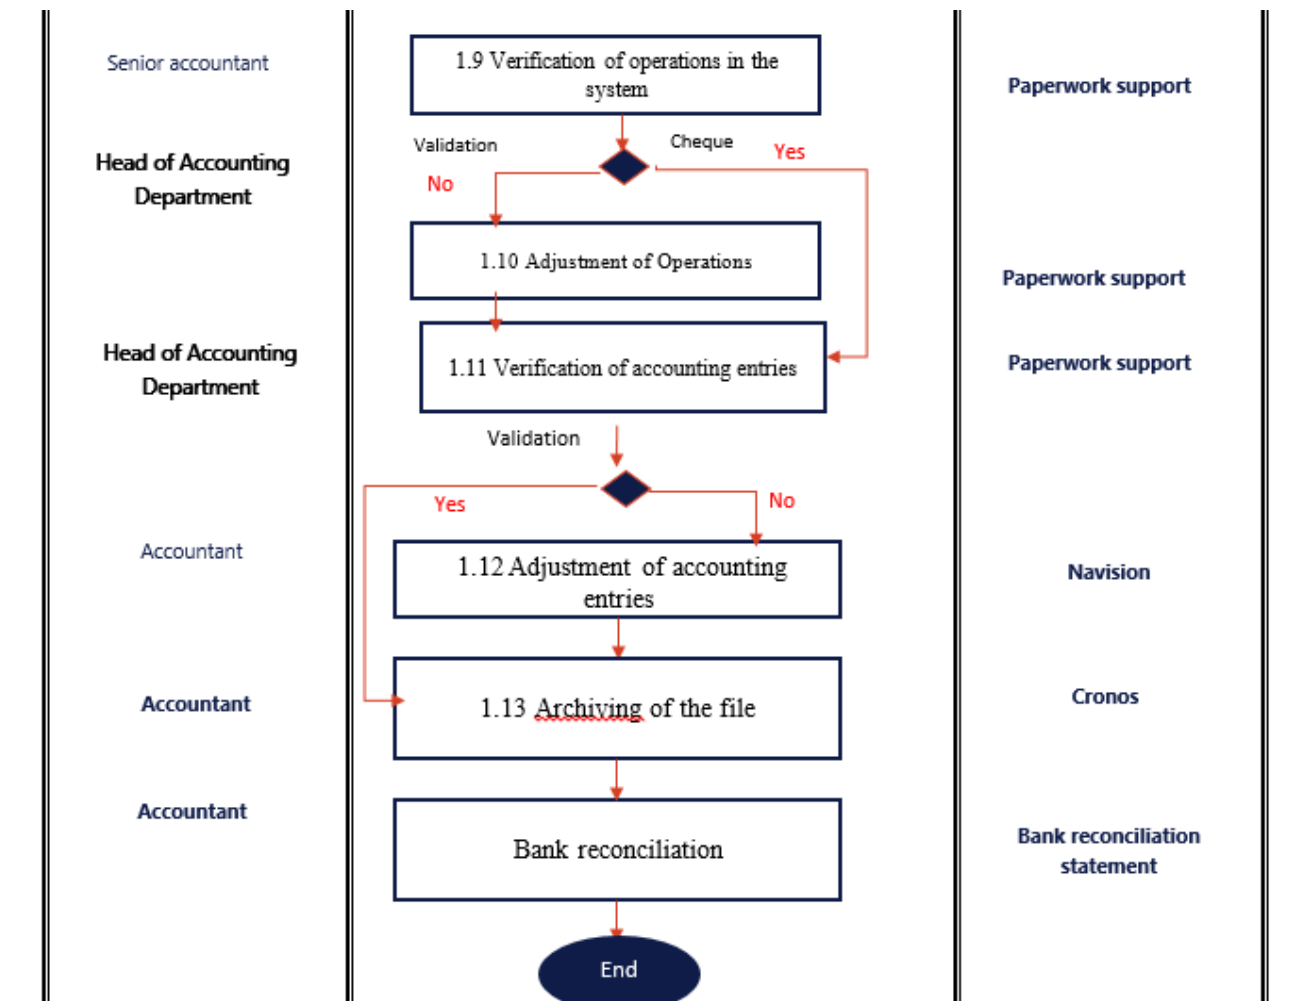 Senior accountant
1.9 Verification of operations in the
system
Paperwork support
Validation
Cheque
Yes
Head of Accounting
Department
No
1.10 Adjustment of Operations
Paperwork support
Head of Accounting
Department
1.11 Verification of accounting entries
Paperwork support
Validation
Yes
No
Accountant
1.12 Adjustment of accounting
entries
Navision
Accountant
1.13 Archiving of the file
Cronos
Accountant
Bank reconciliation
Bank reconciliation
statement
End